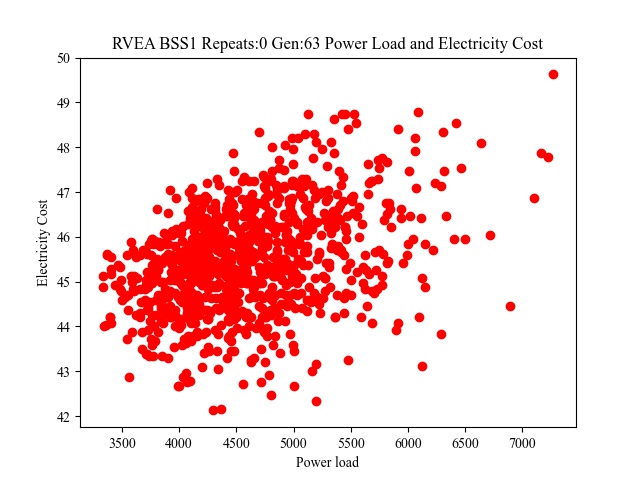 RVEA BSS1 Repeats:0 Gen:63 Power Load and Electricity Cost
50
49
48
47
46
45
44
43
42
Electricity Cost
3500 4000 4500 5000 5500 6000 6500 7000
Power load